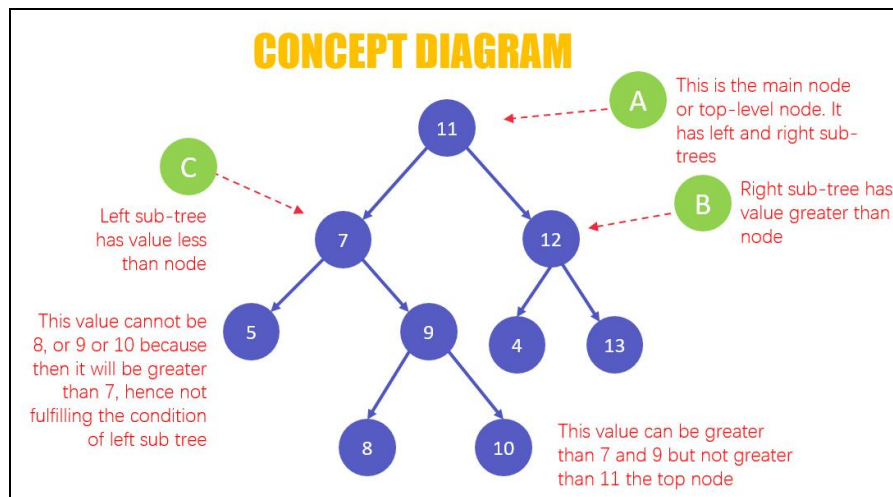 CONCEPT DIAGRAM
A
This is the main node
or top-level node. It
has left and right sub-
trees
11
C
B
Right sub-tree has
value greater than
node
Left sub-tree
has value less
than node
7
12
This value cannot be
8, or 9 or 10 because
then it will be greater
than 7, hence not
fulfilling the condition
of left sub tree
5
9
4
13
8
10
This value can be greater
than 7 and 9 but not greater
than 11 the top node